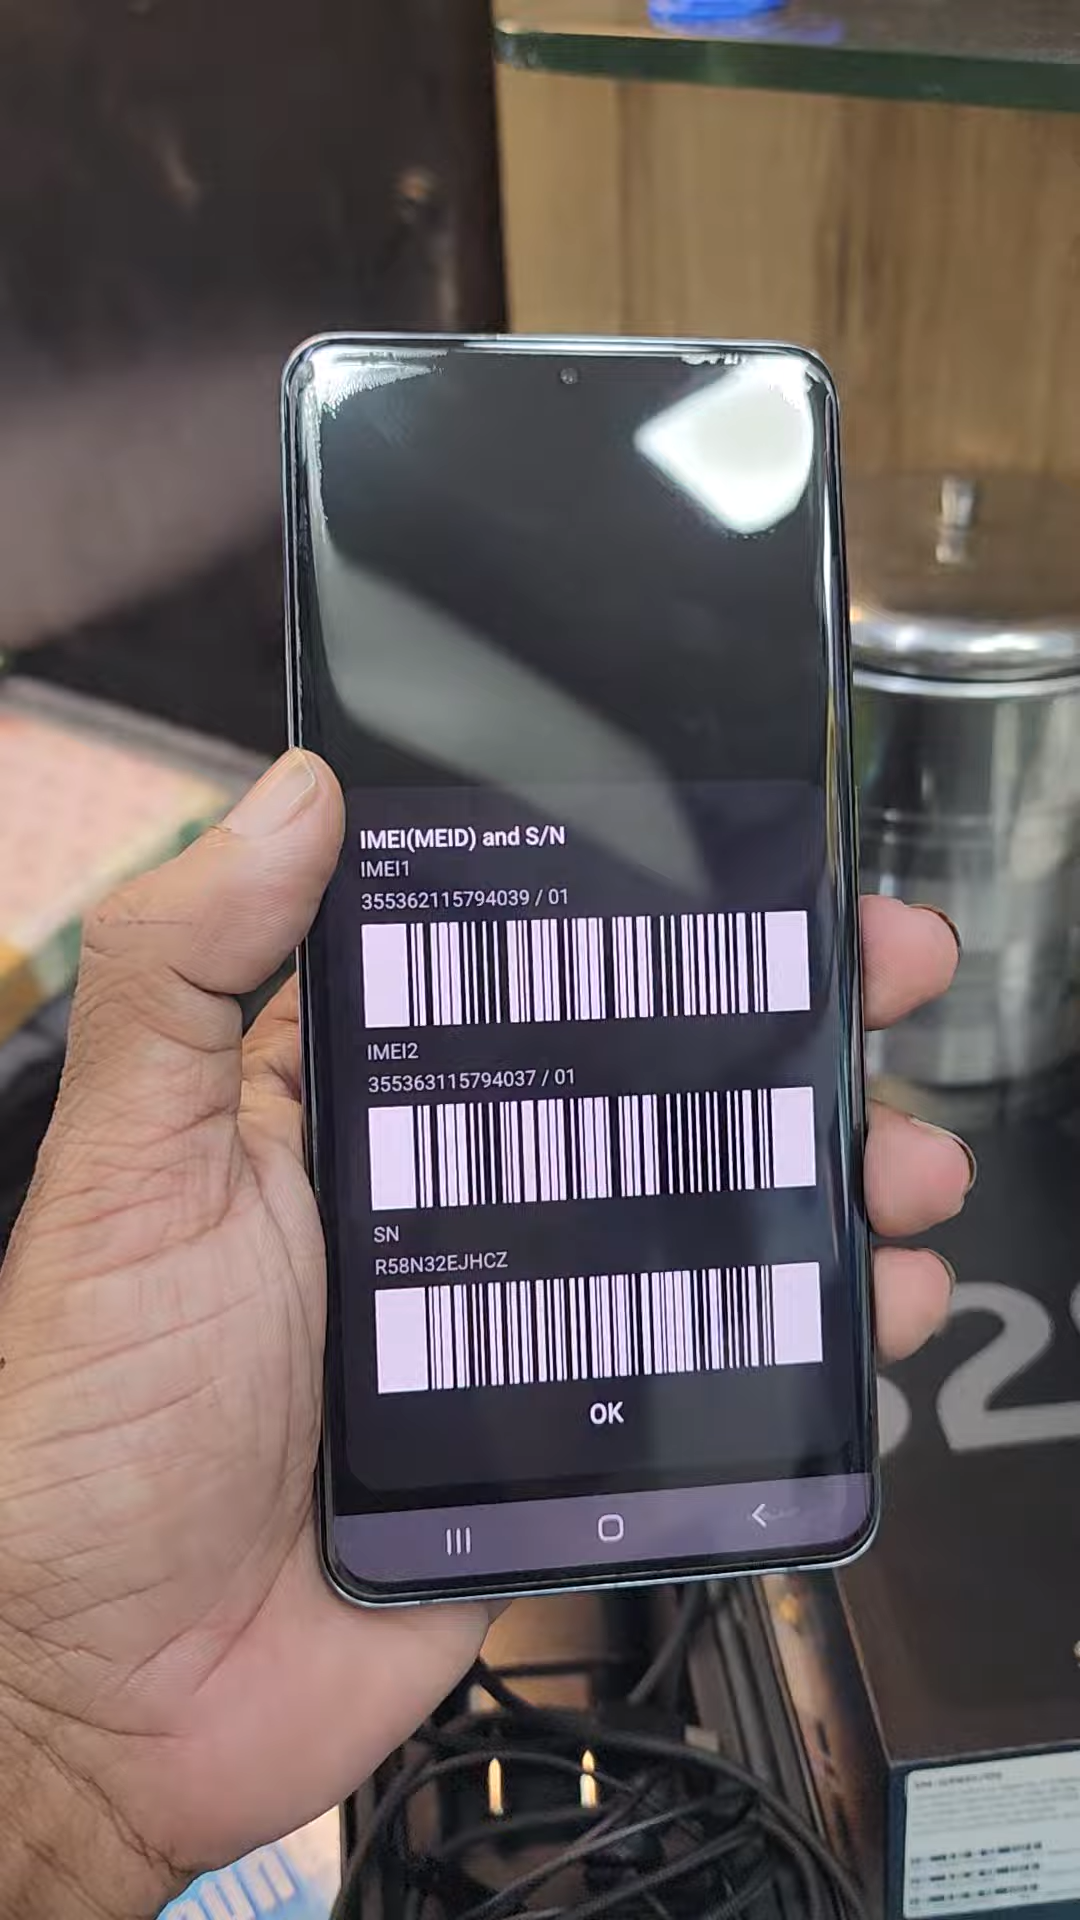 IMEI(MEID) and S/N
IMEI1
355362115794039 / 01
IMEI2
355363115794037 / 01
SN
R58N32EJHCZ
OK